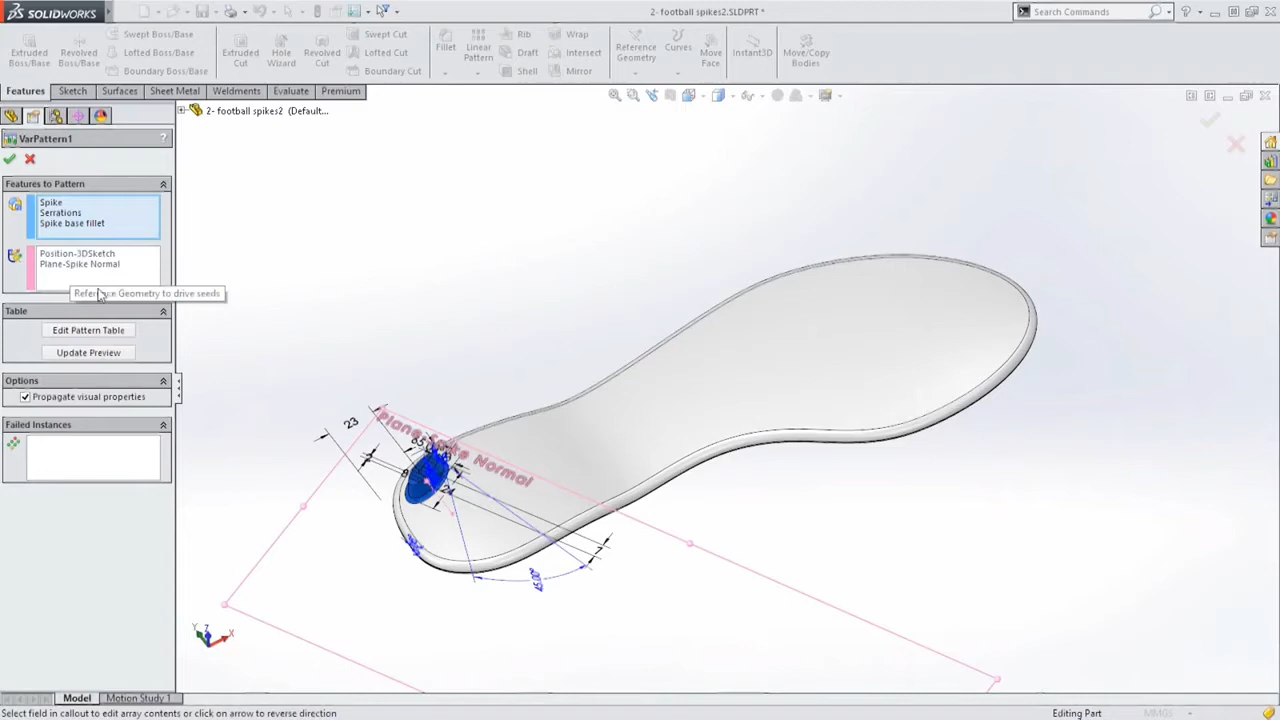 SOLIDWORKS
2- football spikes2.SLDPRT *
Search Commands
Extruded Boss/Base
Revolved Boss/Base
Swept Boss/Base
Lofted Boss/Base
Boundary Boss/Base
Extruded Cut
Hole Wizard
Revolved Cut
Swept Cut
Lofted Cut
Boundary Cut
Fillet
Linear Pattern
Rib
Draft
Shell
Wrap
Intersect
Mirror
Reference Geometry
Curves
Move Face
Instant3D
Move/Copy Bodies
Features
Sketch
Surfaces
Sheet Metal
Weldments
Evaluate
Premium
2- football spikes2 (Default...
VarPattern1
?
Features to Pattern
Spike
Serrations
Spike base fillet
Position-3DSketch
Plane-Spike Normal
Reference Geometry to drive seeds
Table
Edit Pattern Table
Update Preview
Options
Propagate visual properties
Failed Instances
23
Plane-Spike Normal
24
7
15.00°
Y Z X
Model
Motion Study 1
Select field in callout to edit array contents or click on arrow to reverse direction
Editing Part
MMGS